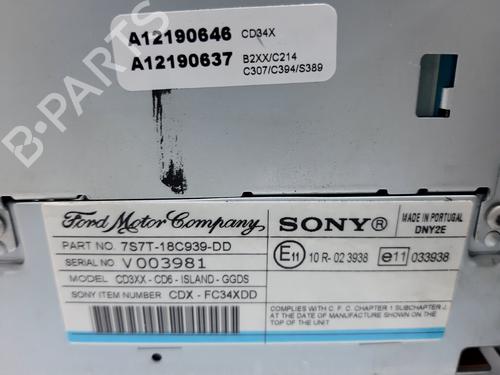 A12190646 CD34X
A12190637 B2XX/C214
C307/C394/S389
B-PARTS
Ford Motor Company
SONY®
MADE IN PORTUGAL
DNY2E
PART NO. 7S7T-18C939-DD
SERIAL NO V003981
E11 10 R- 02 3938 e11 033938
MODEL CD3XX - CD6 - ISLAND - GGDS
SONY ITEM NUMBER CDX - FC34XDD
COMPLIES WITH C. F. C. CHAPTER 1 SUBCHAPTER J,
AT THE DATE OF MANUFACTURE SHOWN ON THE
TOP OF THE UNIT